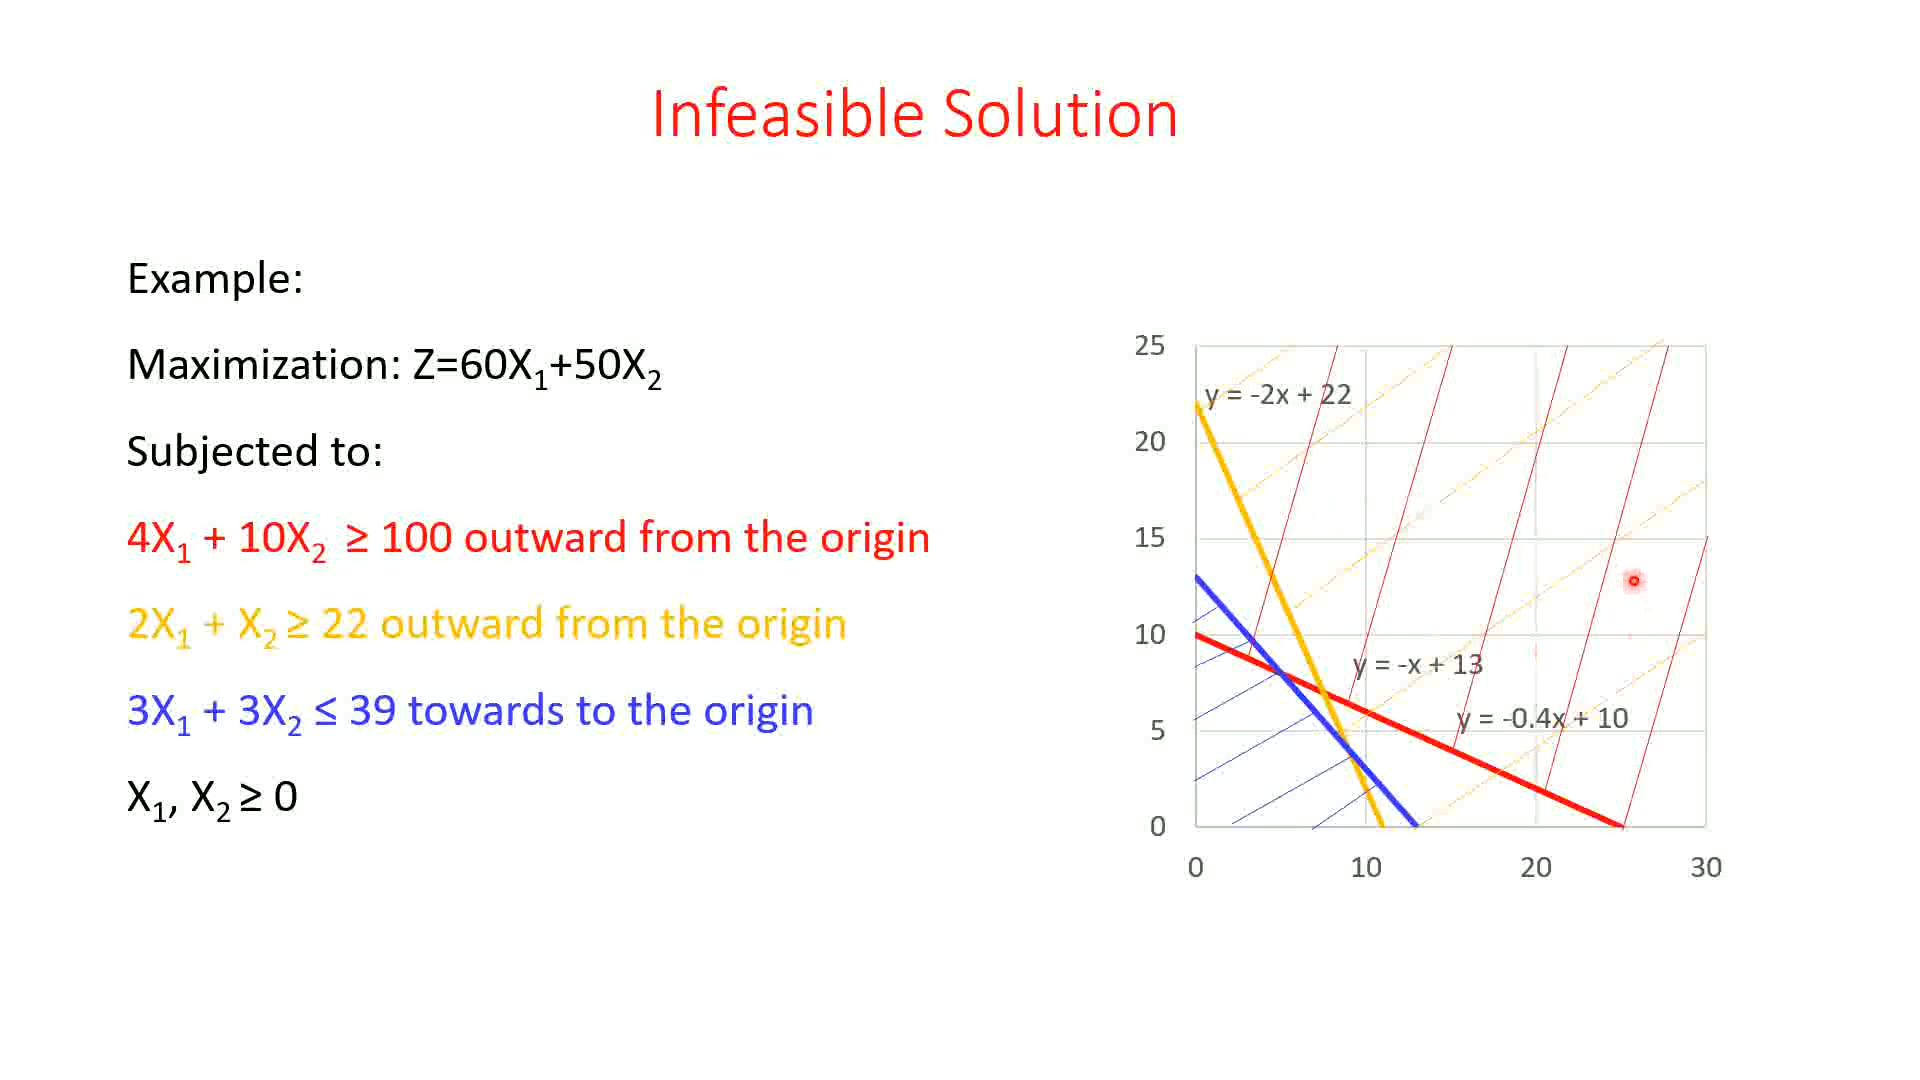 Infeasible Solution
Example:
Maximization: Z=60X₁+50X₂
Subjected to:
4X₁ + 10X₂ ≥ 100 outward from the origin
2X₁ + X₂ ≥ 22 outward from the origin
3X₁ + 3X₂ ≤ 39 towards to the origin
X₁, X₂ ≥ 0
25
y = -2x + 22
20
15
10
y = -x + 13
y = -0.4x + 10
5
0
0 10 20 30